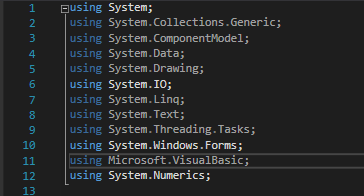 1 using System;
2 using System.Collections.Generic;
3 using System.ComponentModel;
4 using System.Data;
5 using System.Drawing;
6 using System.IO;
7 using System.Linq;
8 using System.Text;
9 using System.Threading.Tasks;
10 using System.Windows.Forms;
11 using Microsoft.VisualBasic;
12 using System.Numerics;
13